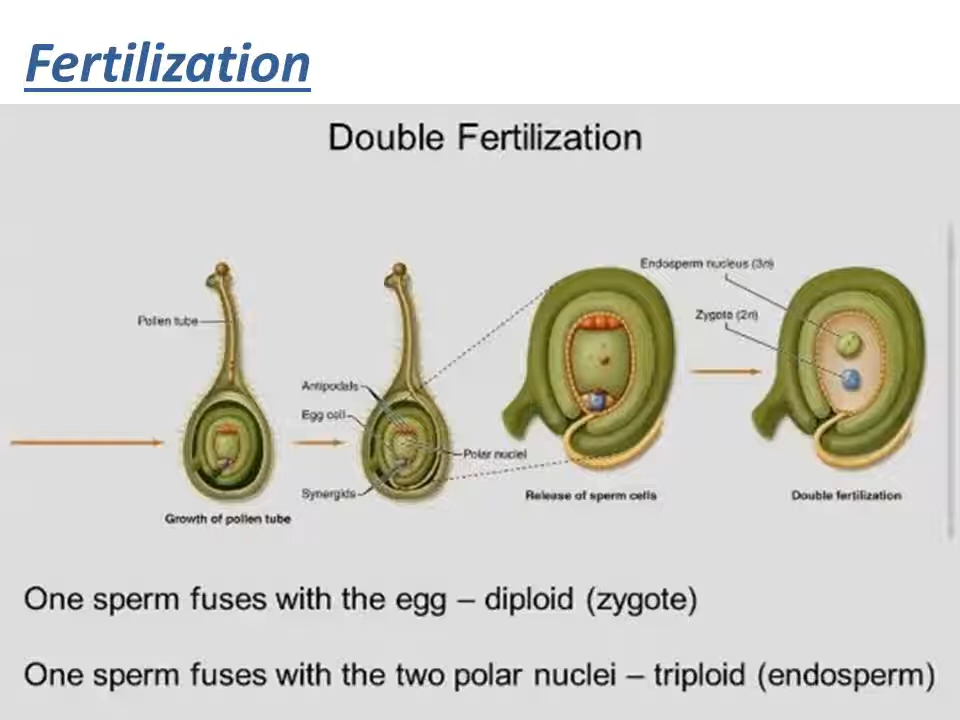 Fertilization
Double Fertilization
Endosperm nucleus (3n)
Zygote (2n)
Pollen tube
Antipodals
Egg cell
Polar nuclei
Synergids
Release of sperm cells
Double fertilization
Growth of pollen tube
One sperm fuses with the egg – diploid (zygote)
One sperm fuses with the two polar nuclei – triploid (endosperm)